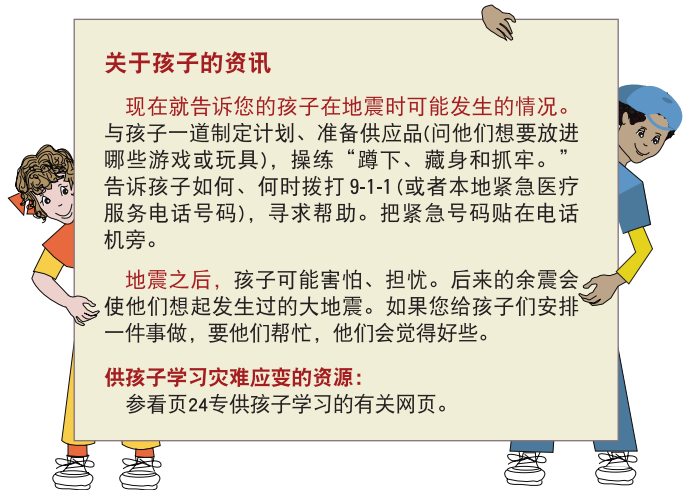 关于孩子的资讯
现在就告诉您的孩子在地震时可能发生的情况。
与孩子一道制定计划、准备供应品(问他们想要放进
哪些游戏或玩具)，操练“蹲下、藏身和抓牢。”
告诉孩子如何、何时拨打 9-1-1 (或者本地紧急医疗
服务电话号码)，寻求帮助。把紧急号码贴在电话
机旁。
地震之后，孩子可能害怕、担忧。后来的余震会
使他们想起发生过的大地震。如果您给孩子们安排
一件事做，要他们帮忙，他们会觉得好些。
供孩子学习灾难应变的资源：
参看页24专供孩子学习的有关网页。